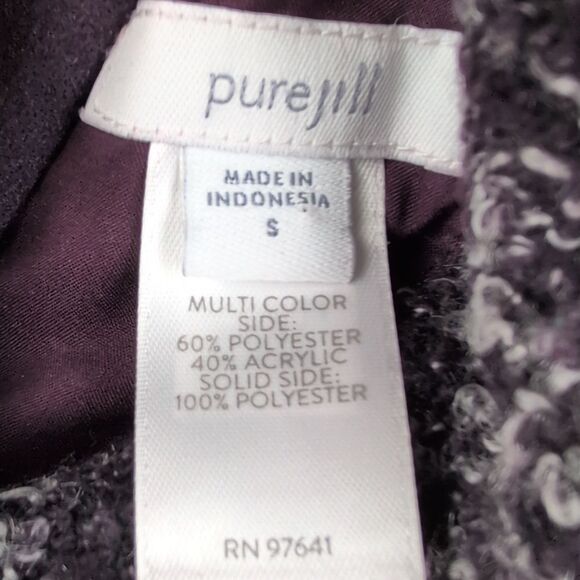 purejill
MADE IN
INDONESIA
S
MULTI COLOR
SIDE:
60% POLYESTER
40% ACRYLIC
SOLID SIDE:
100% POLYESTER
RN 97641